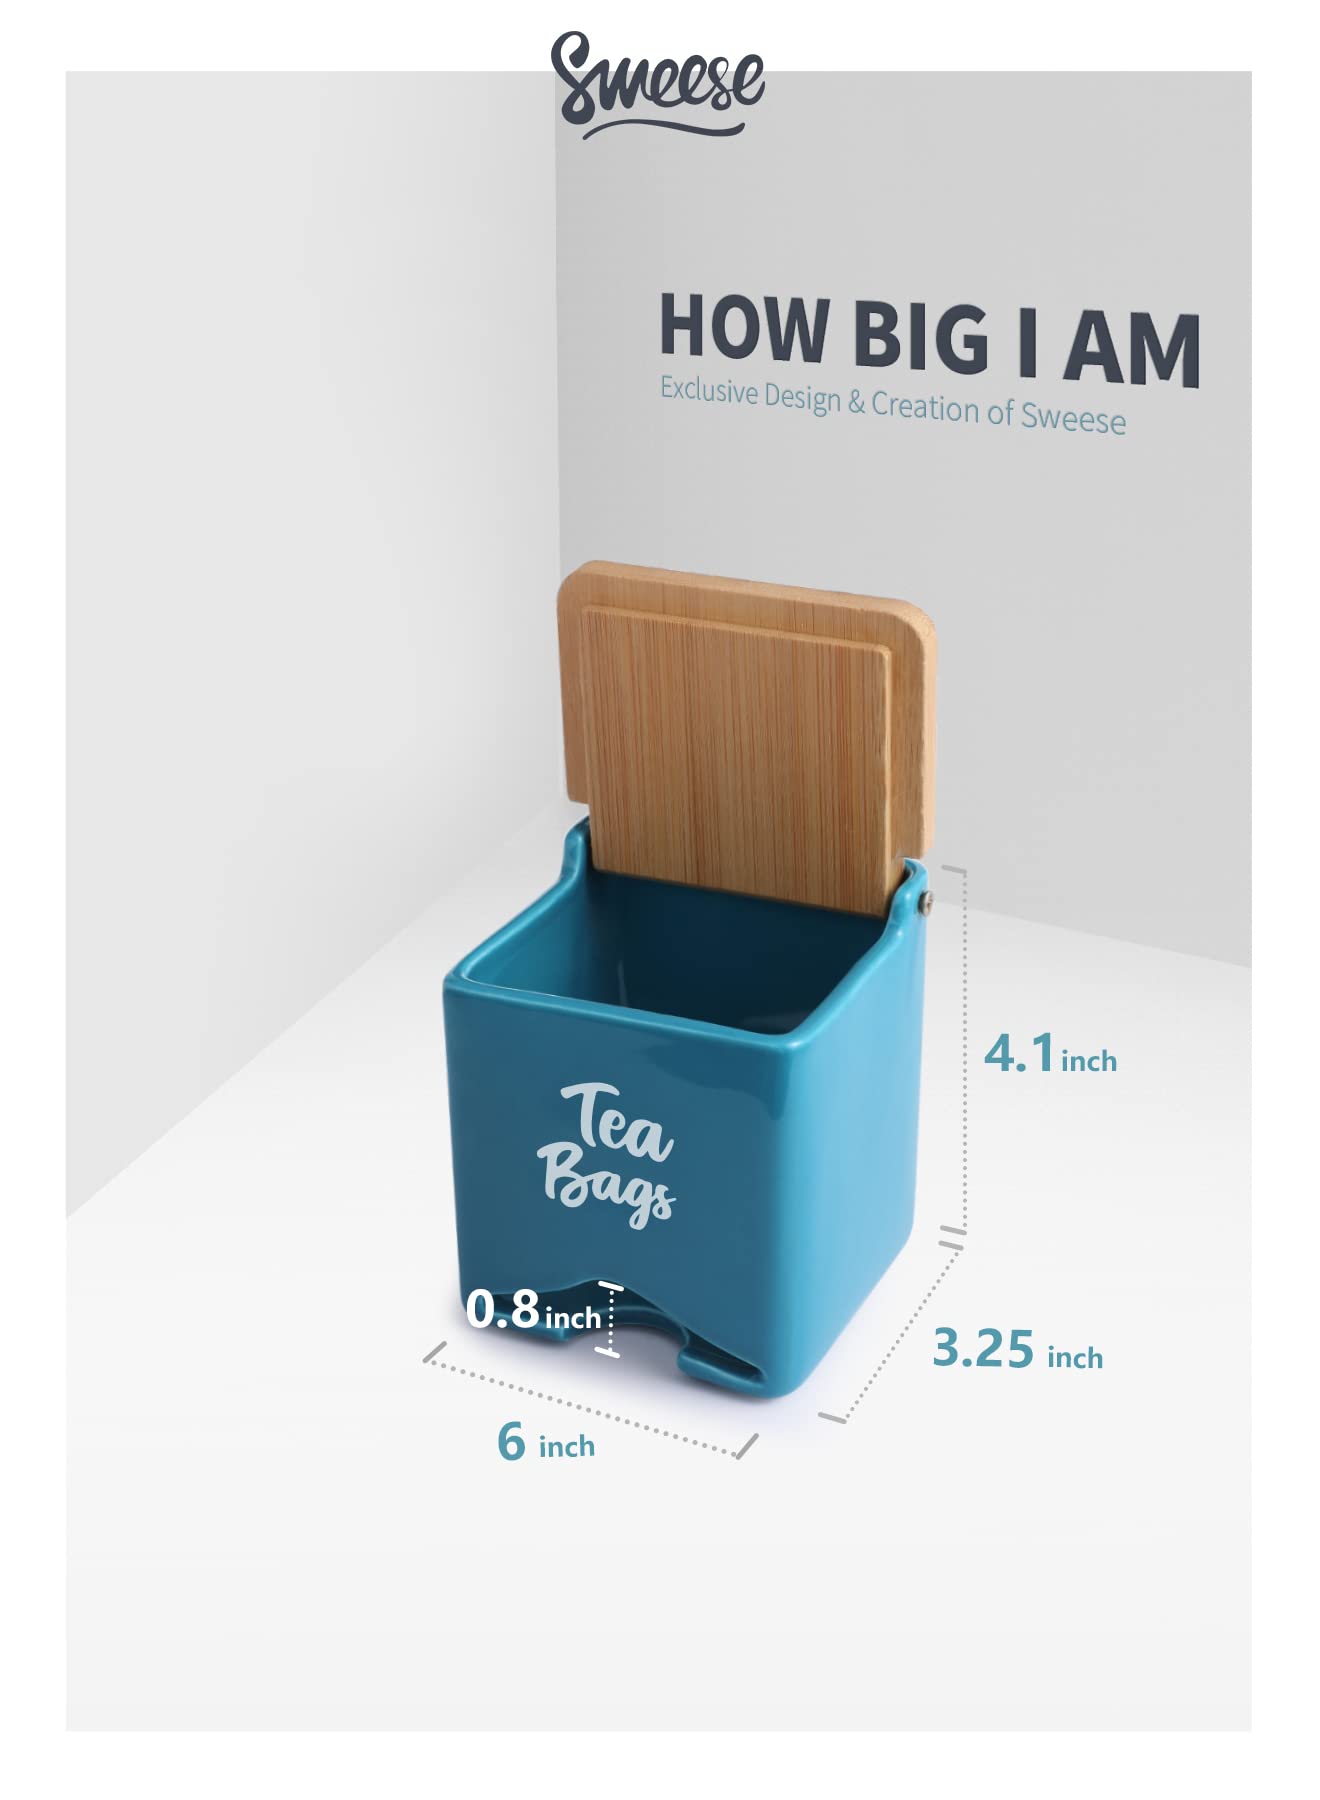 Sweese
HOW BIG I AM
Exclusive Design & Creation of Sweese
4.1 inch
Tea
Bags
0.8 inch
3.25 inch
6 inch